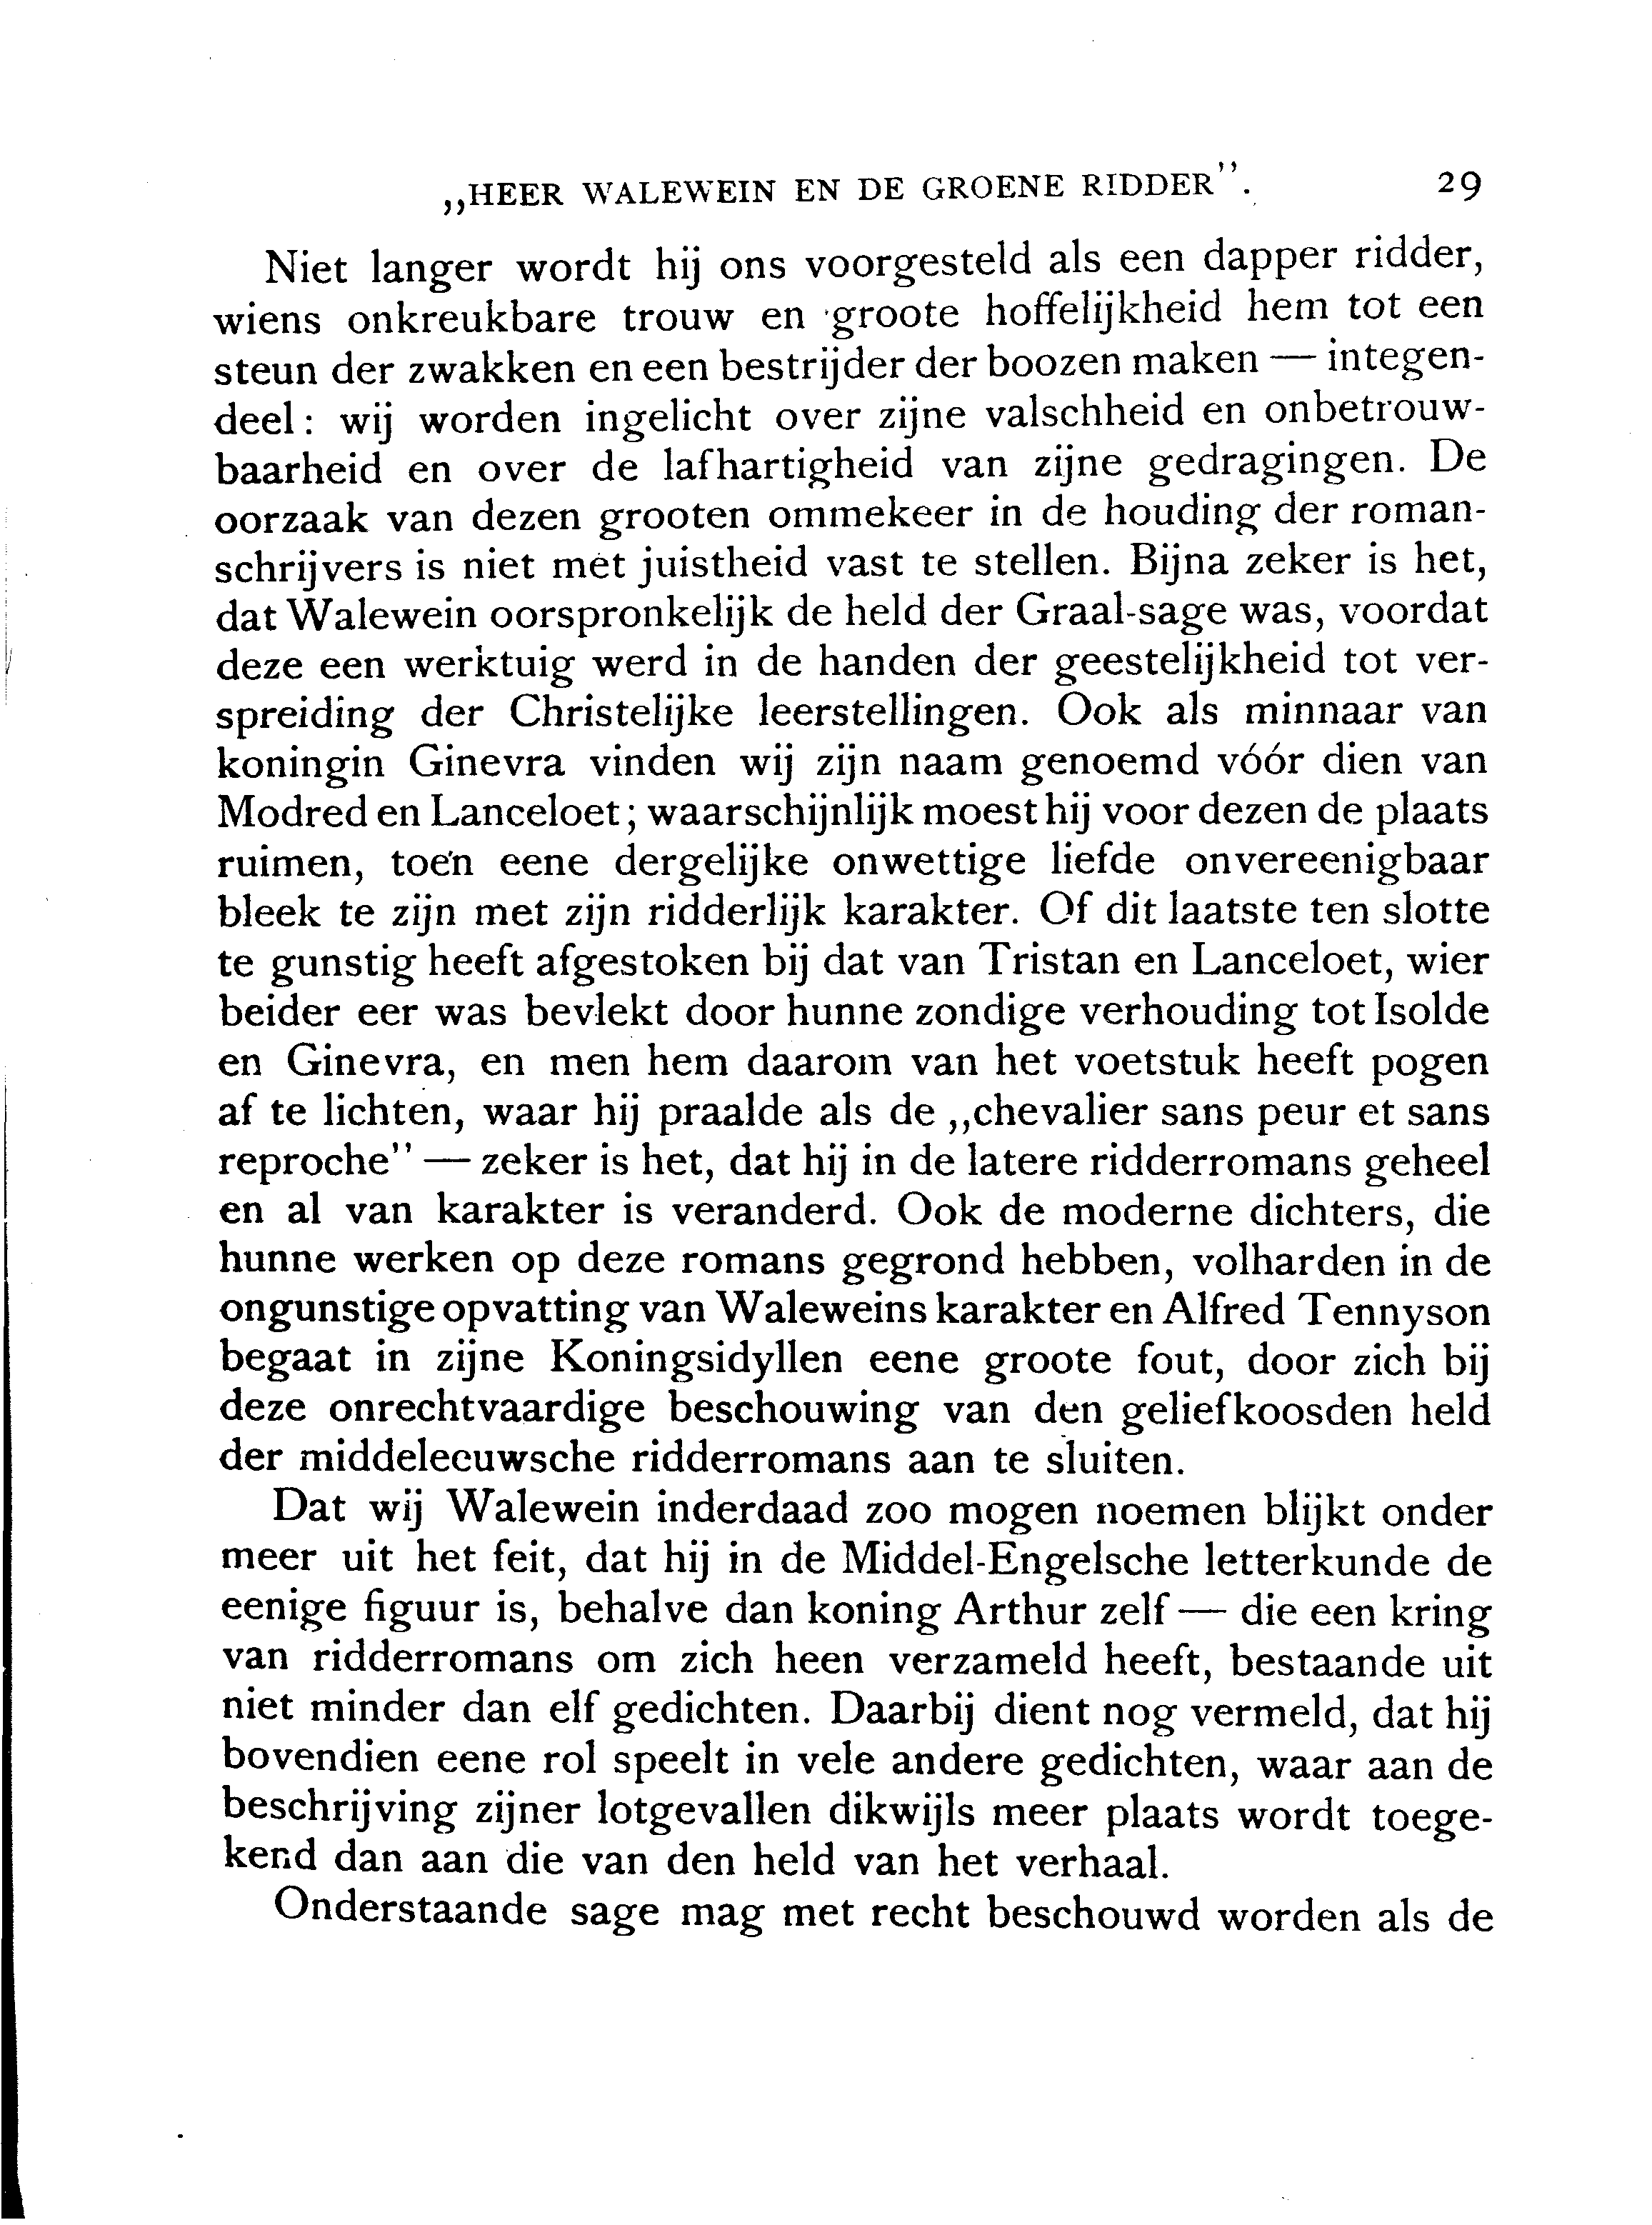 „HEER WALEWEIN EN DE GROENE RIDDER”. 29
Niet langer wordt hij ons voorgesteld als een dapper ridder,
wiens onkreukbare trouw en groote hoffelijkheid hem tot een
steun der zwakken en een bestrijder der boozen maken — integen-
deel: wij worden ingelicht over zijne valschheid en onbetrouw-
baarheid en over de lafhartigheid van zijne gedragingen. De
oorzaak van dezen grooten ommekeer in de houding der roman-
schrijvers is niet met juistheid vast te stellen. Bijna zeker is het,
dat Walewein oorspronkelijk de held der Graal-sage was, voordat
deze een werktuig werd in de handen der geestelijkheid tot ver-
spreiding der Christelijke leerstellingen. Ook als minnaar van
koningin Ginevra vinden wij zijn naam genoemd vóór dien van
Modred en Lanceloet; waarschijnlijk moest hij voor dezen de plaats
ruimen, toen eene dergelijke onwettige liefde onvereenigbaar
bleek te zijn met zijn ridderlijk karakter. Of dit laatste ten slotte
te gunstig heeft afgestoken bij dat van Tristan en Lanceloet, wier
beider eer was bevlekt door hunne zondige verhouding tot Isolde
en Ginevra, en men hem daarom van het voetstuk heeft pogen
af te lichten, waar hij praalde als de „chevalier sans peur et sans
reproche” — zeker is het, dat hij in de latere ridderromans geheel
en al van karakter is veranderd. Ook de moderne dichters, die
hunne werken op deze romans gegrond hebben, volharden in de
ongunstige opvatting van Waleweins karakter en Alfred Tennyson
begaat in zijne Koningsidyllen eene groote fout, door zich bij
deze onrechtvaardige beschouwing van den geliefkoosden held
der middeleeuwsche ridderromans aan te sluiten.
Dat wij Walewein inderdaad zoo mogen noemen blijkt onder
meer uit het feit, dat hij in de Middel-Engelsche letterkunde de
eenige figuur is, behalve dan koning Arthur zelf — die een kring
van ridderromans om zich heen verzameld heeft, bestaande uit
niet minder dan elf gedichten. Daarbij dient nog vermeld, dat hij
bovendien eene rol speelt in vele andere gedichten, waar aan de
beschrijving zijner lotgevallen dikwijls meer plaats wordt toege-
kend dan aan die van den held van het verhaal.
Onderstaande sage mag met recht beschouwd worden als de